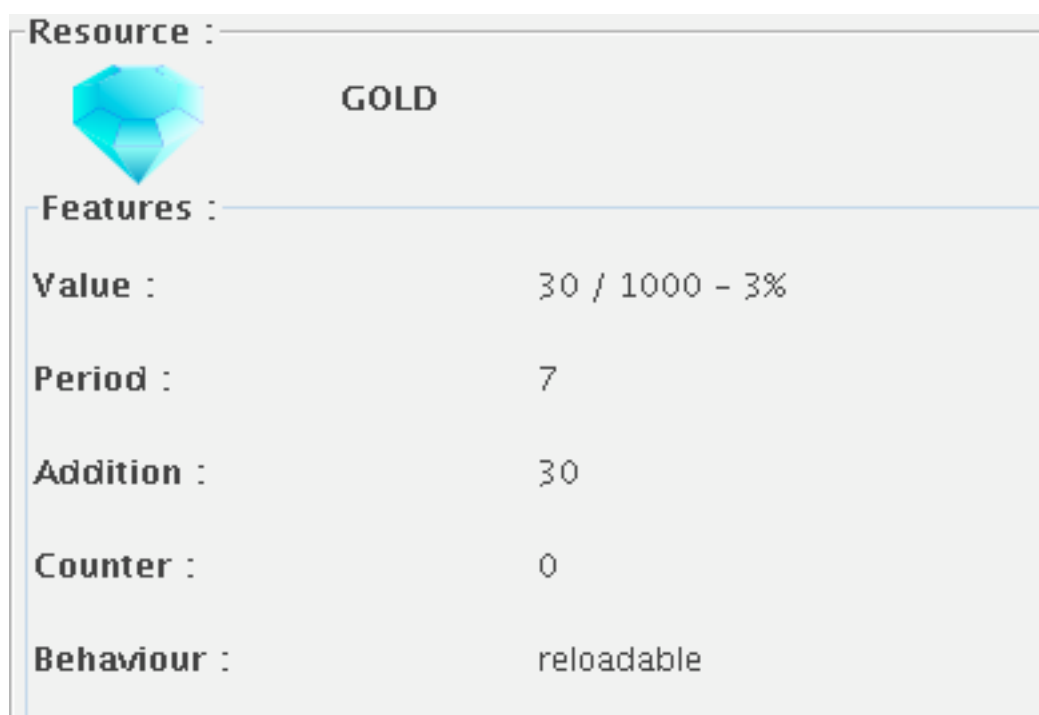 Resource :
GOLD
Features :
Value : 30 / 1000 – 3%
Period : 7
Addition : 30
Counter : 0
Behaviour : reloadable